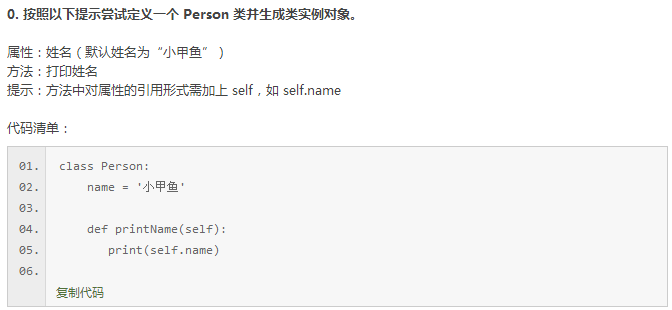 0. 按照以下提示尝试定义一个 Person 类并生成类实例对象。
属性：姓名（默认姓名为“小甲鱼”）
方法：打印姓名
提示：方法中对属性的引用形式需加上 self，如 self.name
代码清单：
01. class Person:
02.     name = '小甲鱼'
03.
04.     def printName(self):
05.        print(self.name)
06.
复制代码